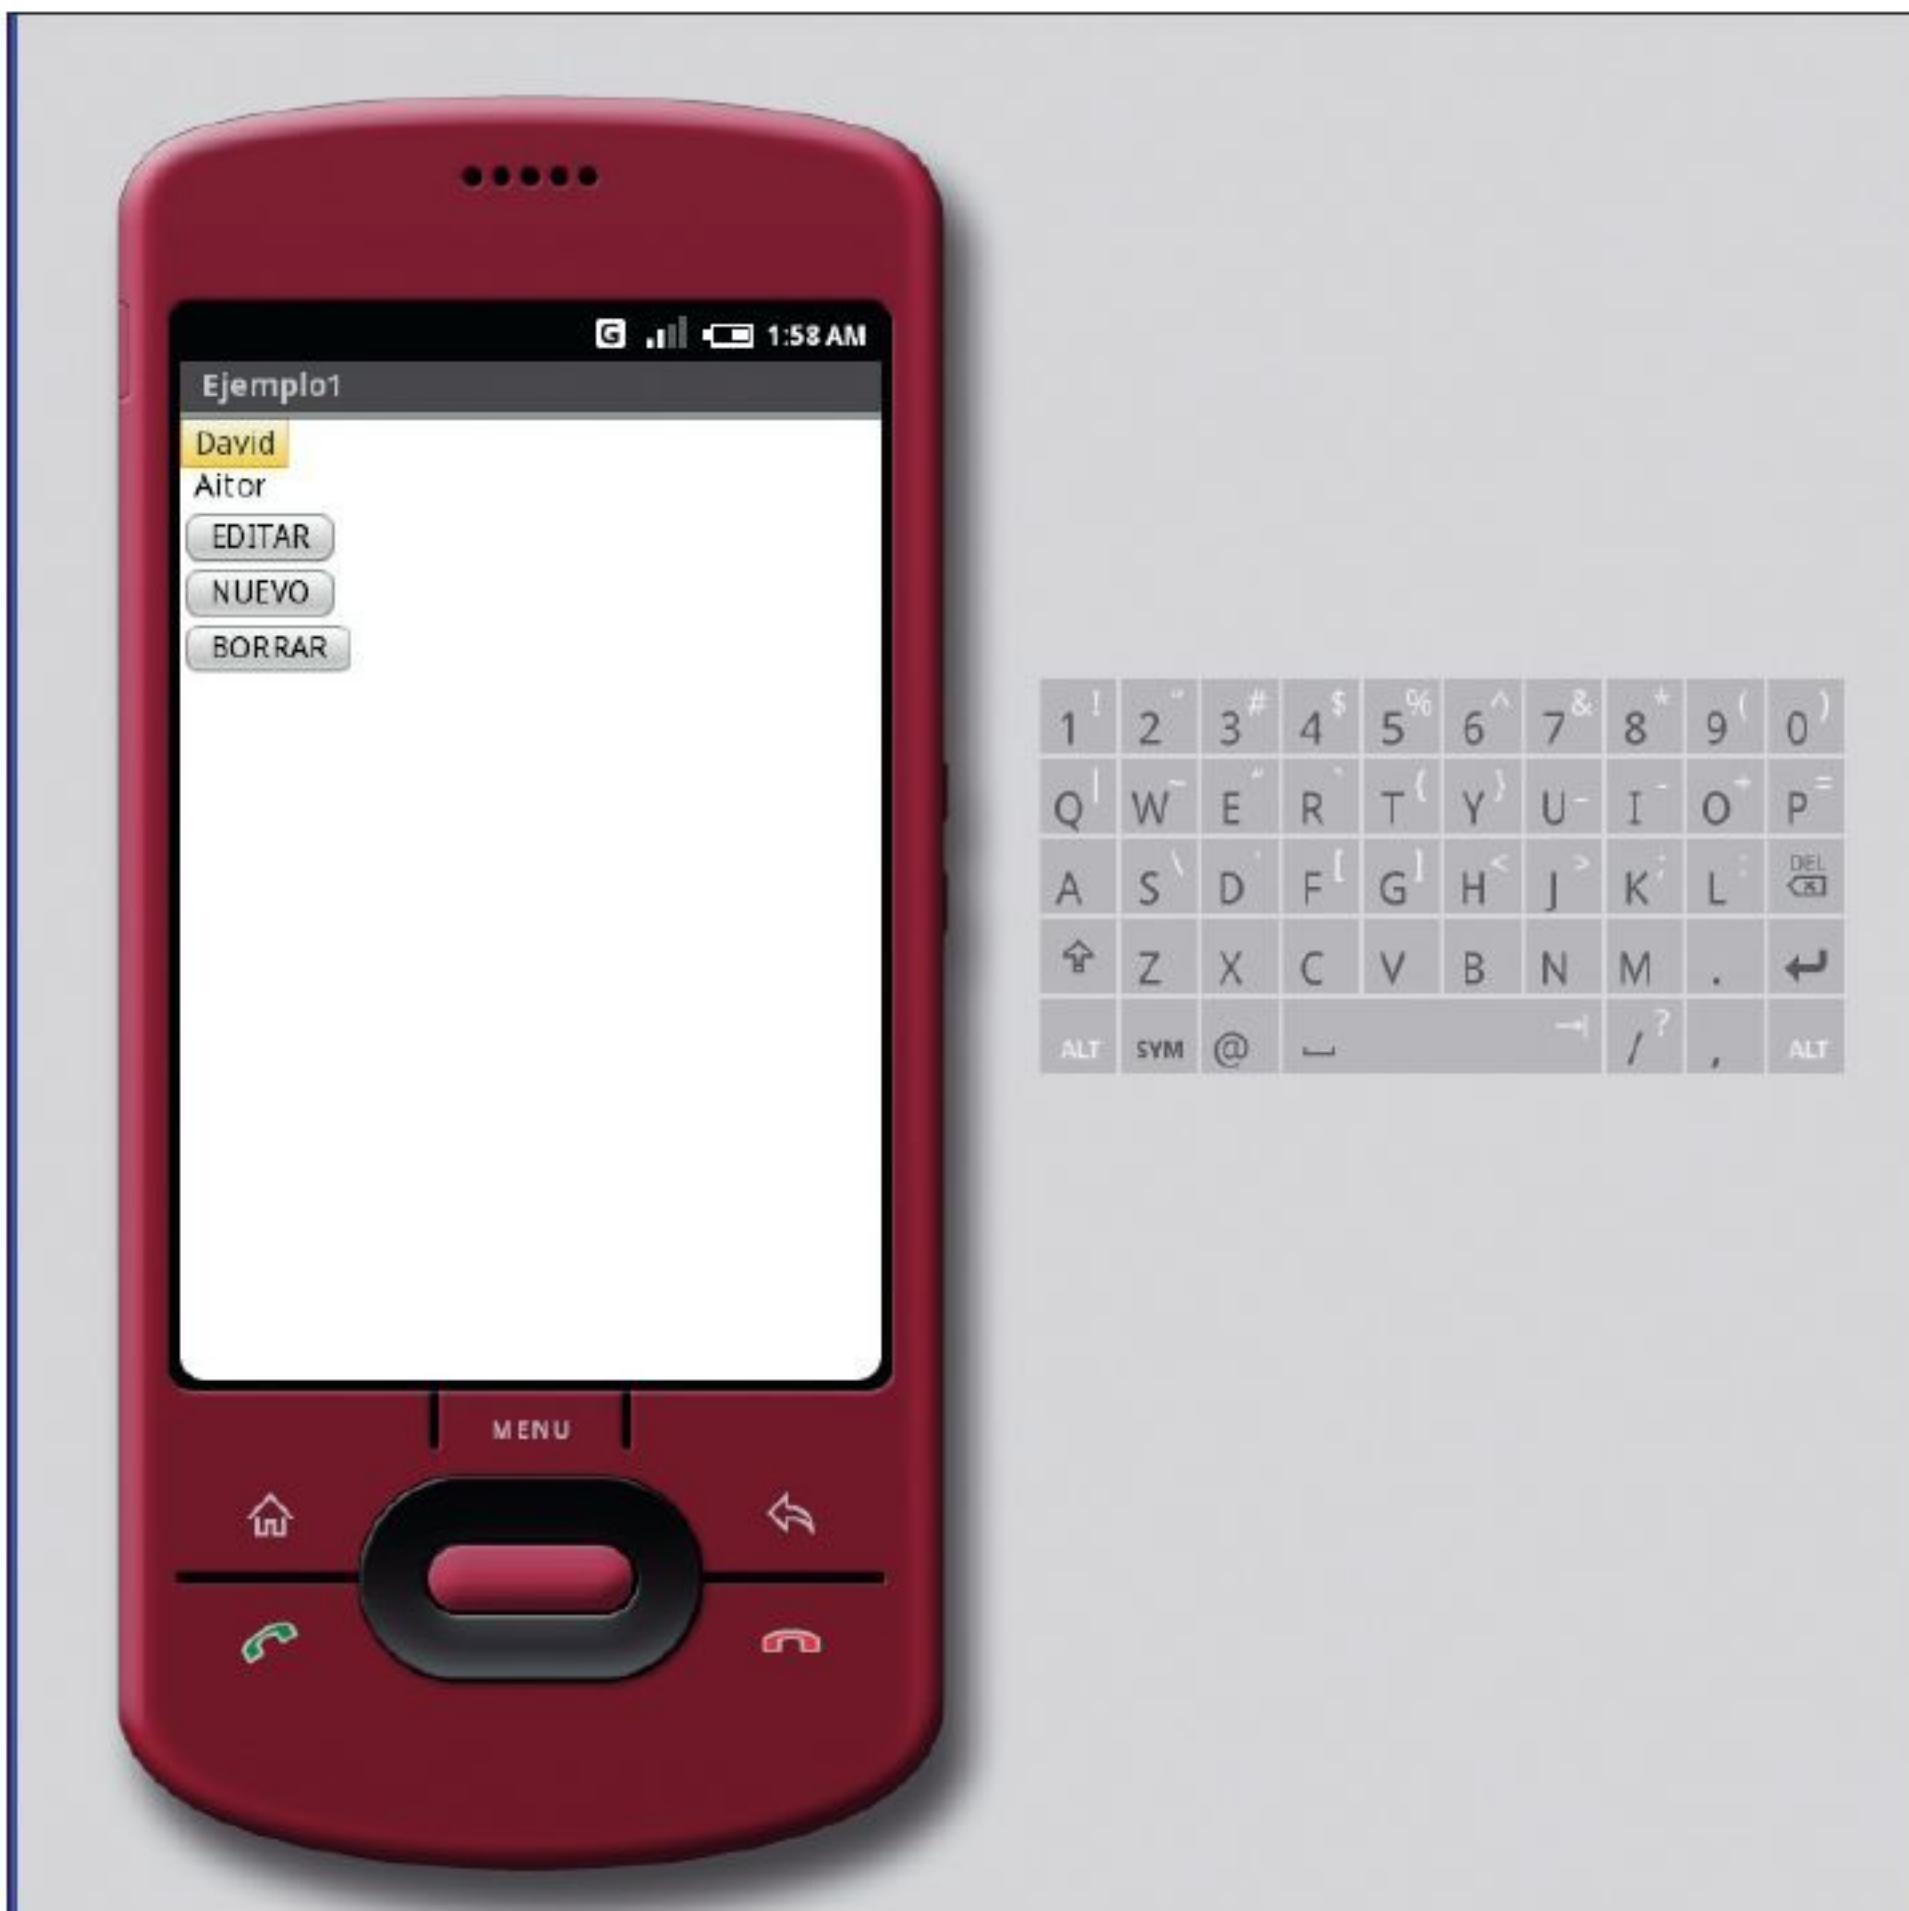 G 1:58 AM
Ejemplo1
David
Aitor
EDITAR
NUEVO
BORRAR
MENU
1 ! 2 3 # 4 $ 5 % 6 ^ 7 & 8 * 9 ( 0 )
Q | W ~ E " R ` T { Y } U - I - O + P =
A S \ D ' F [ G ] H < J > K ; L : DEL
Z X C V B N M .
ALT SYM @ / ? , ALT